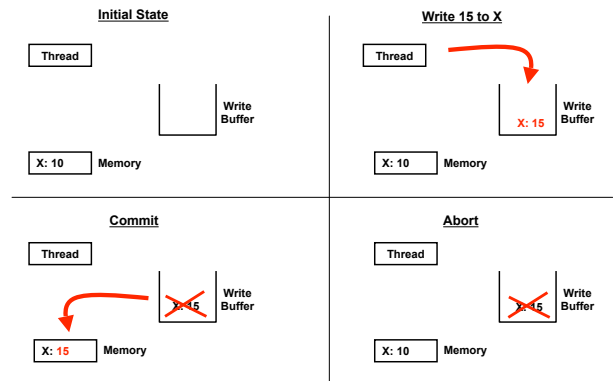 Initial State
Thread
Write
Buffer
X: 10
Memory
Write 15 to X
Thread
Write
Buffer
X: 15
X: 10
Memory
Commit
Thread
Write
Buffer
X: 15
X: 15
Memory
Abort
Thread
Write
Buffer
X: 15
X: 10
Memory